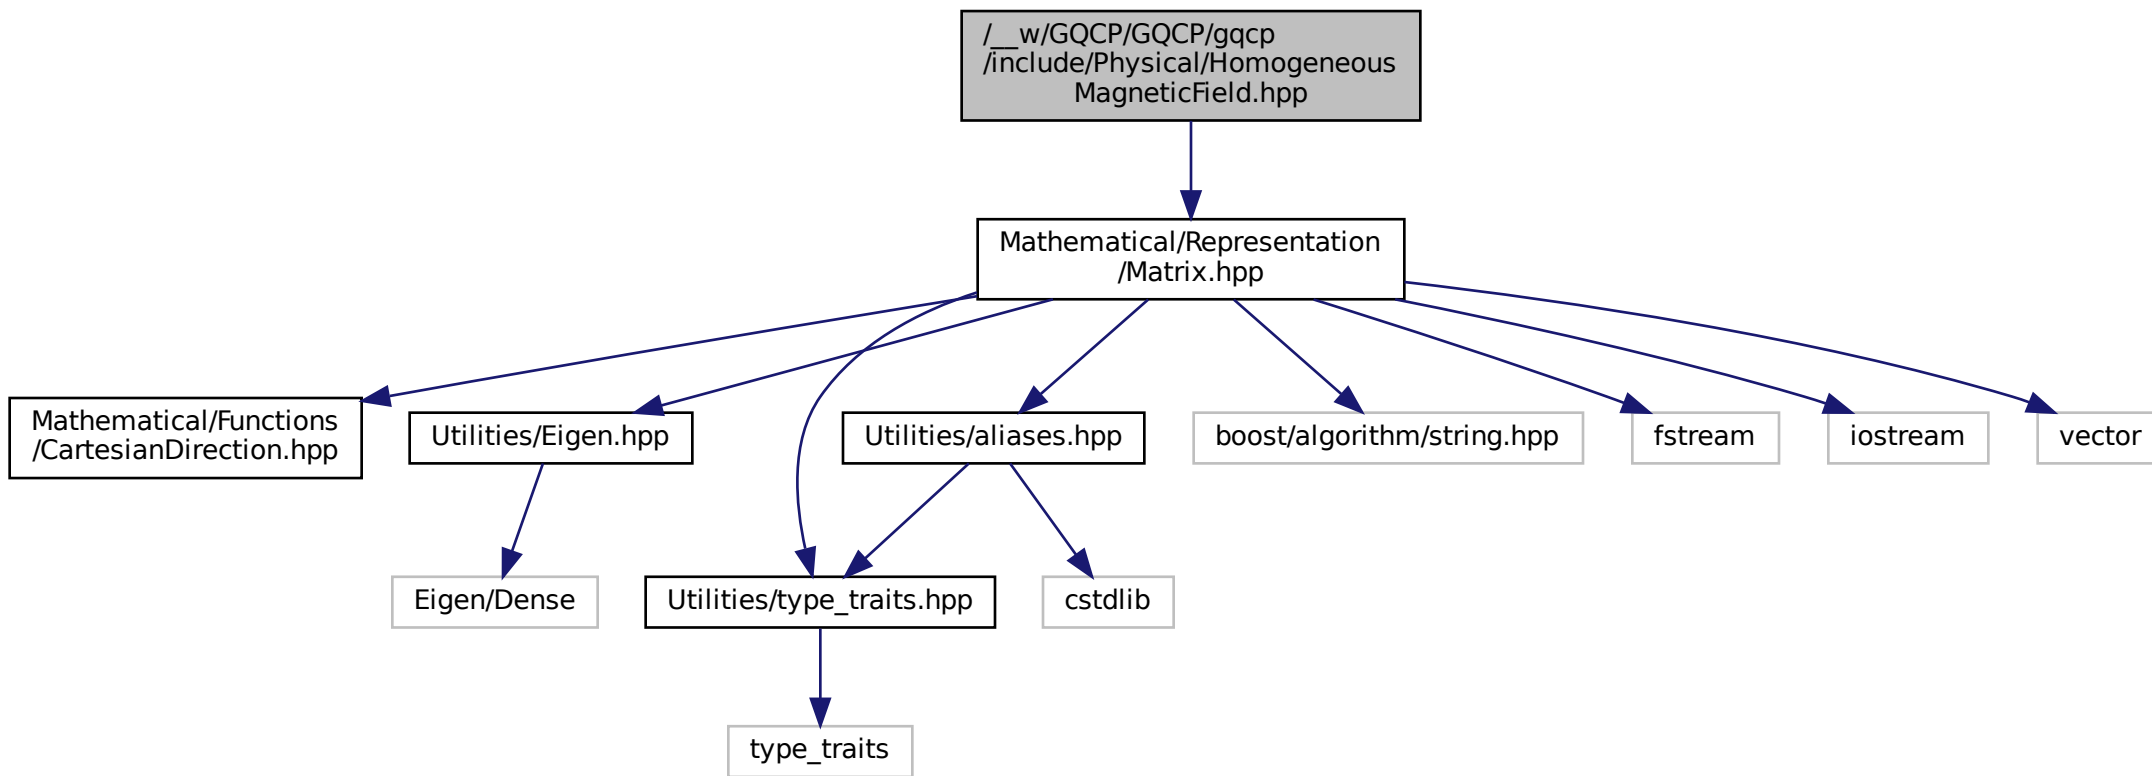 /__w/GQCP/GQCP/gqcp
/include/Physical/Homogeneous
MagneticField.hpp
Mathematical/Representation
/Matrix.hpp
Mathematical/Functions
/CartesianDirection.hpp
Utilities/Eigen.hpp
Utilities/aliases.hpp
boost/algorithm/string.hpp
fstream
iostream
vector
Eigen/Dense
Utilities/type_traits.hpp
cstdlib
type_traits